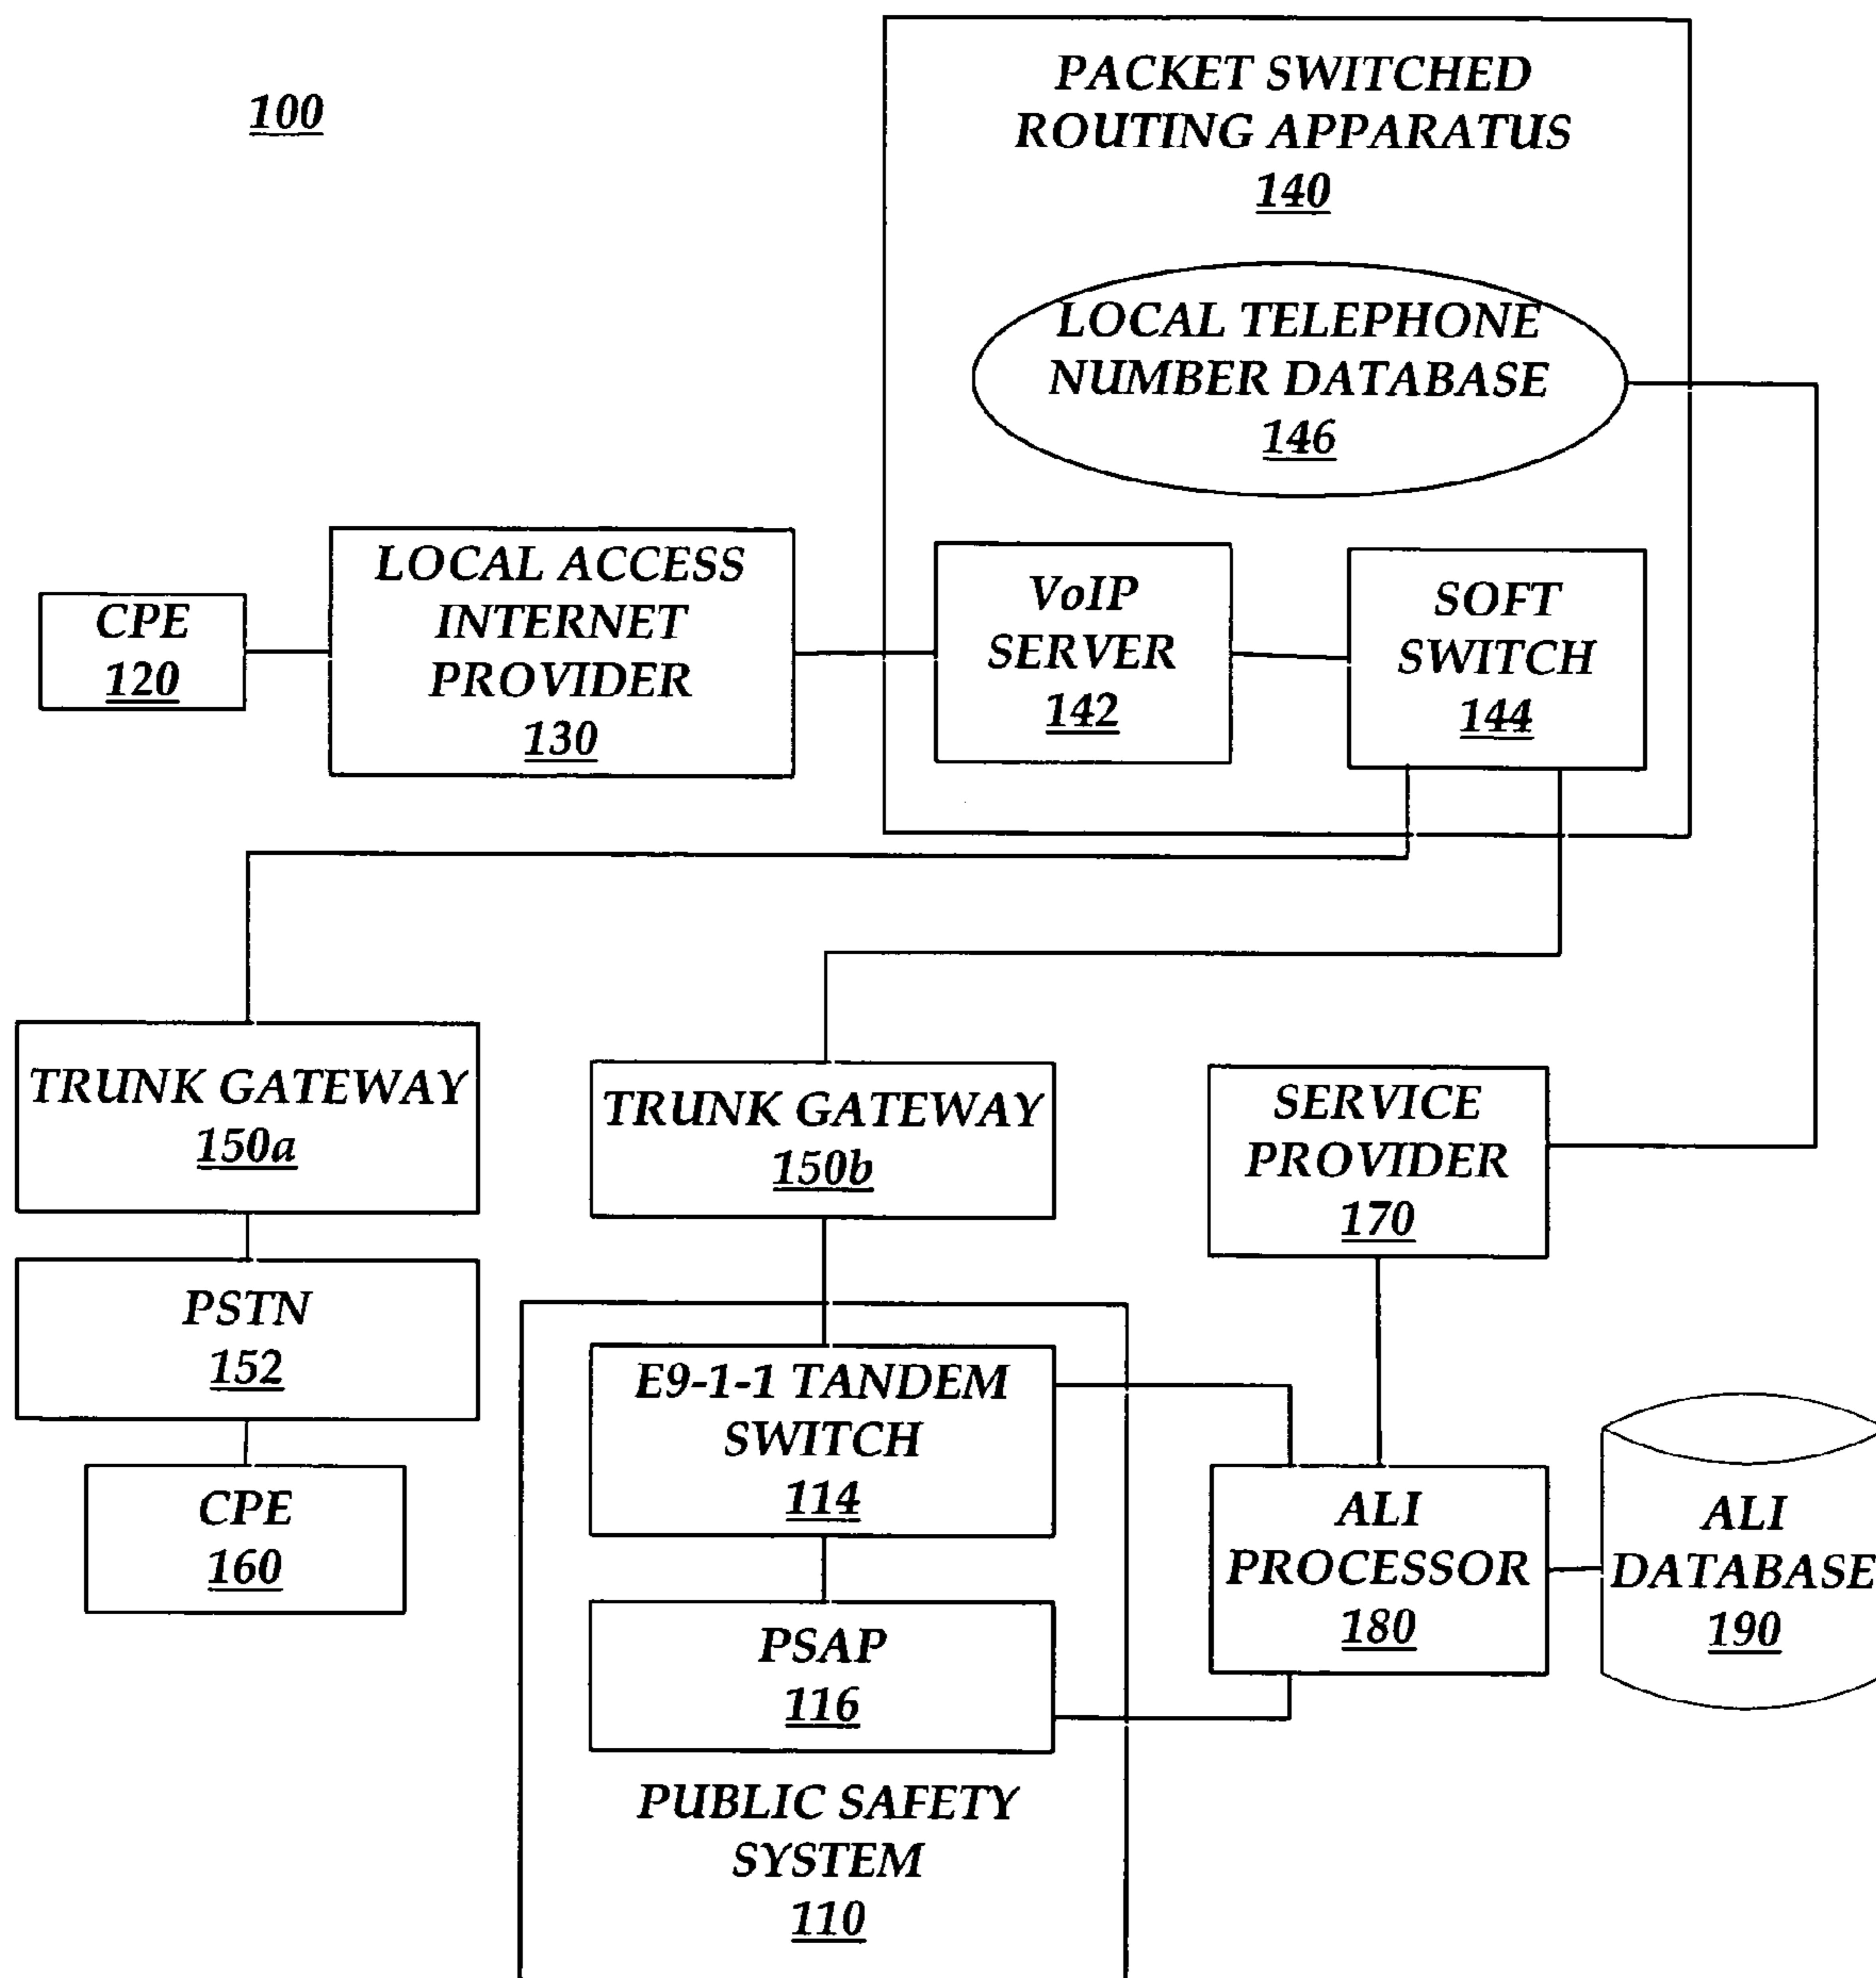 100
PACKET SWITCHED
ROUTING APPARATUS
140
LOCAL TELEPHONE
NUMBER DATABASE
146
CPE
120
LOCAL ACCESS
INTERNET
PROVIDER
130
VoIP
SERVER
142
SOFT
SWITCH
144
TRUNK GATEWAY
150a
TRUNK GATEWAY
150b
SERVICE
PROVIDER
170
PSTN
152
CPE
160
E9-1-1 TANDEM
SWITCH
114
PSAP
116
PUBLIC SAFETY
SYSTEM
110
ALI
PROCESSOR
180
ALI
DATABASE
190